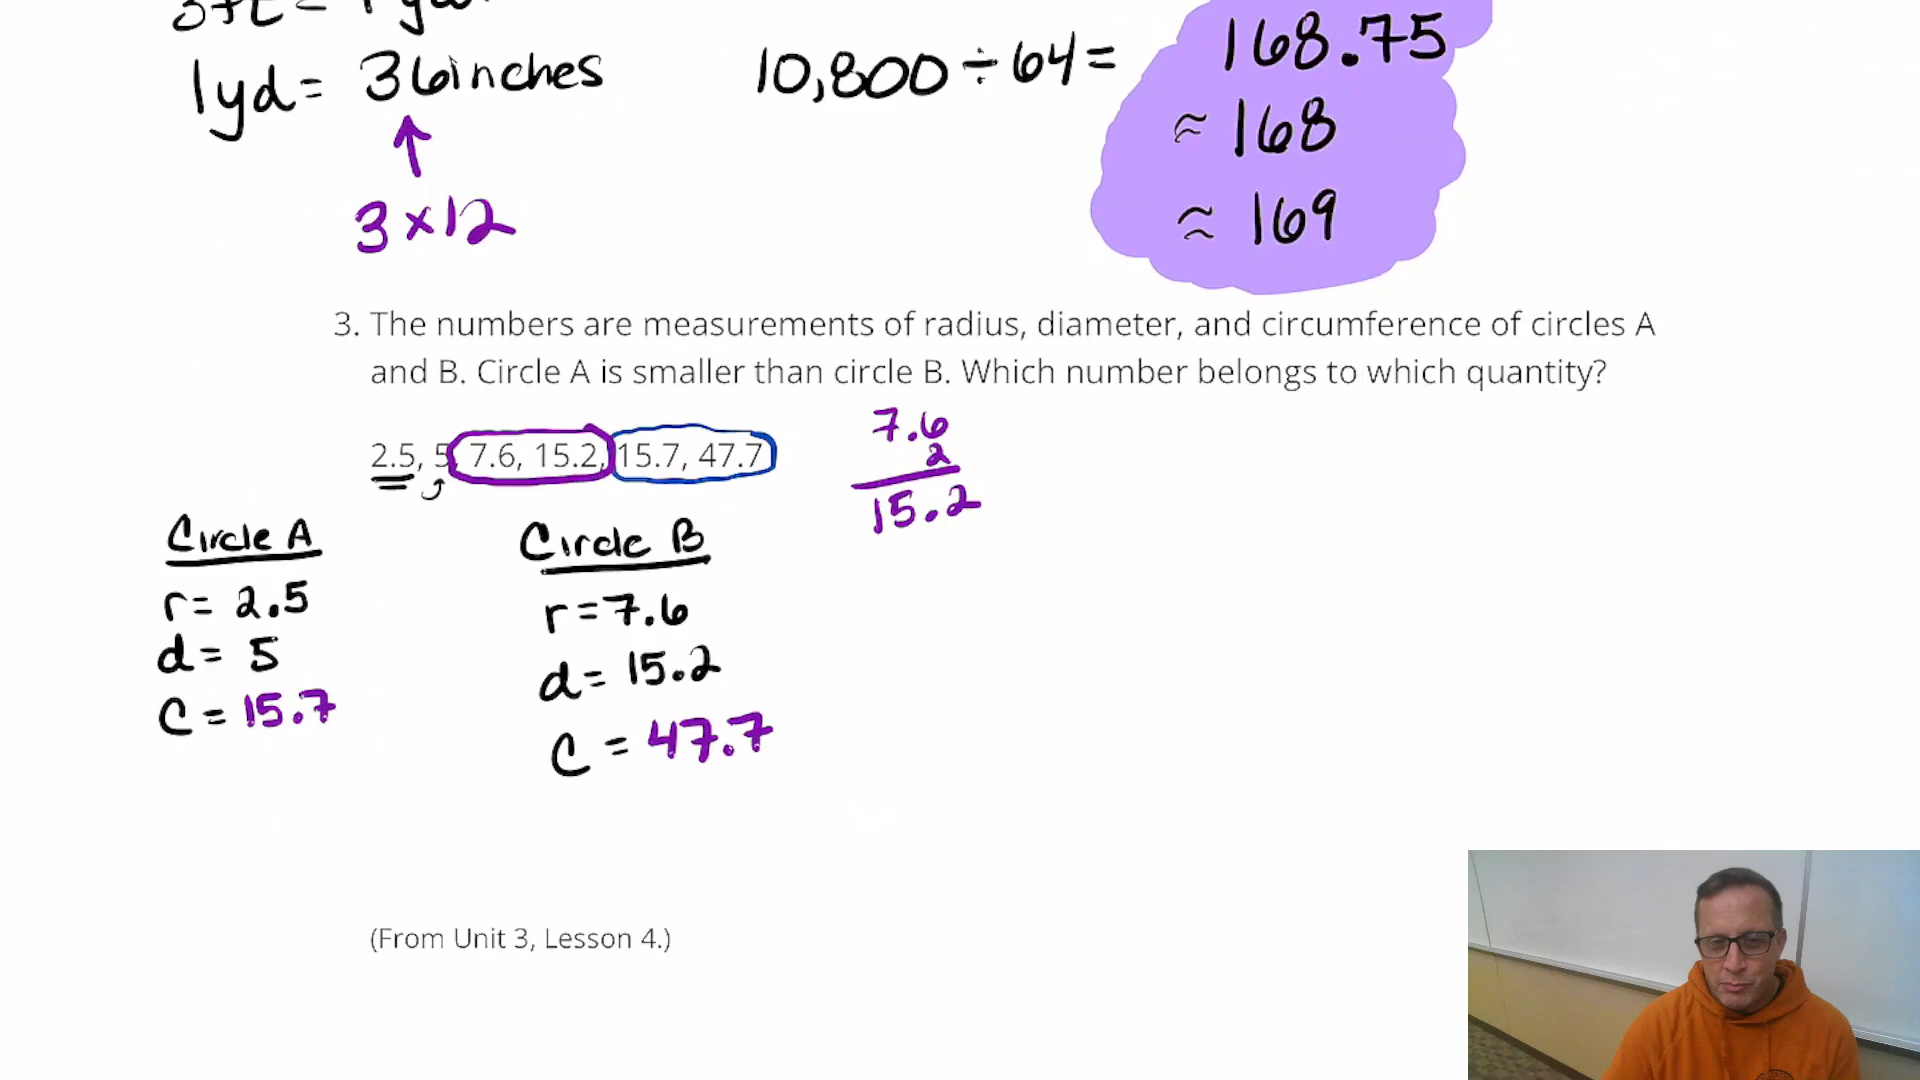 1yd = 36inches
3 × 12
10,800 ÷ 64 =
168.75
≈ 168
≈ 169
3. The numbers are measurements of radius, diameter, and circumference of circles A
and B. Circle A is smaller than circle B. Which number belongs to which quantity?
2.5, 5, 7.6, 15.2, 15.7, 47.7
7.6
2
15.2
Circle A
r = 2.5
d = 5
C = 15.7
Circle B
r = 7.6
d = 15.2
C = 47.7
(From Unit 3, Lesson 4.)